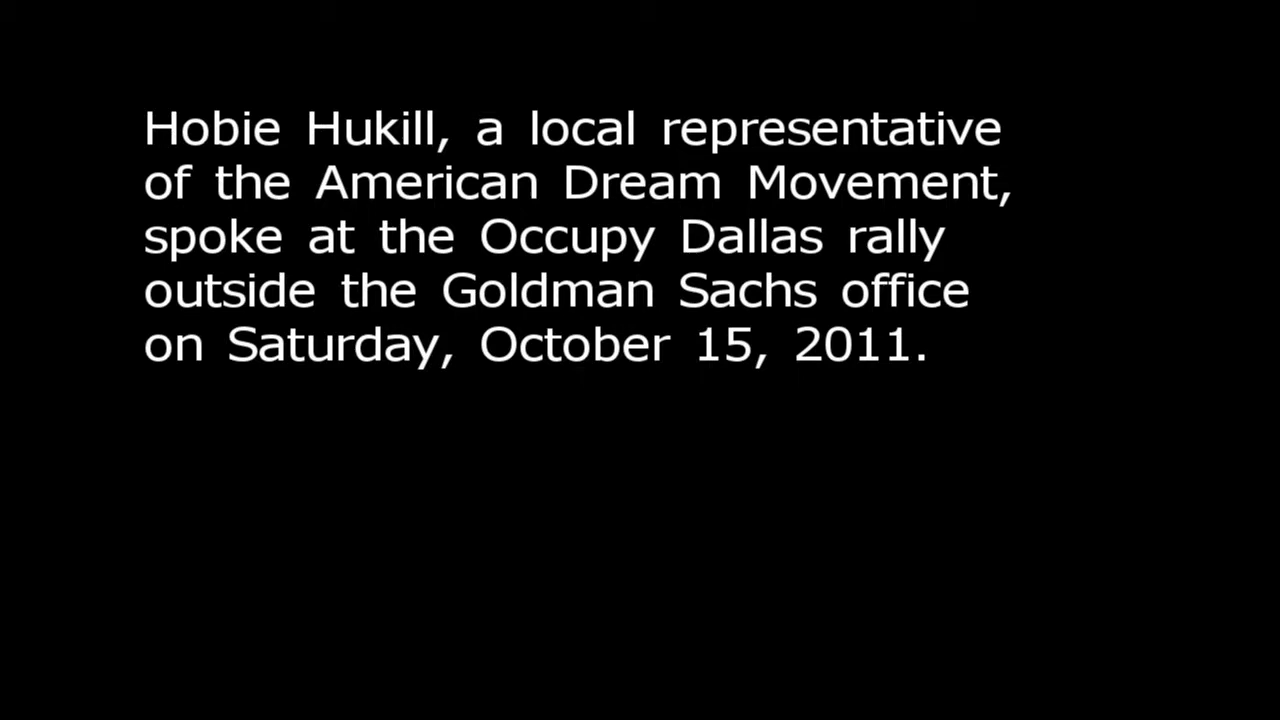 Hobie Hukill, a local representative
of the American Dream Movement,
spoke at the Occupy Dallas rally
outside the Goldman Sachs office
on Saturday, October 15, 2011.